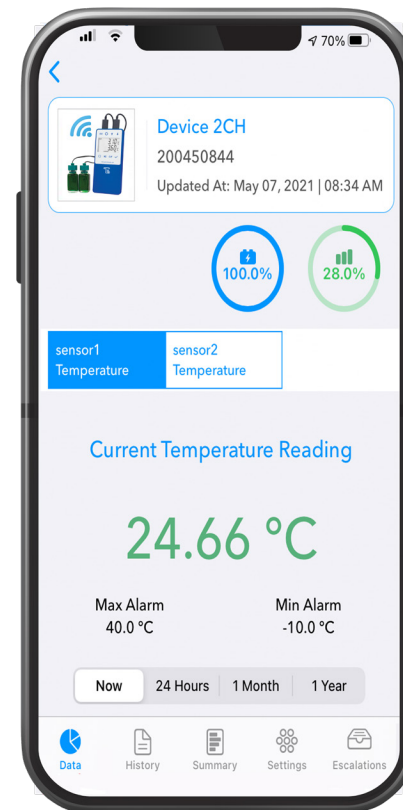 70%
Device 2CH
200450844
Updated At: May 07, 2021 | 08:34 AM
100.0%
28.0%
sensor1 sensor2
Temperature Temperature
Current Temperature Reading
24.66 °C
Max Alarm Min Alarm
40.0 °C -10.0 °C
Now 24 Hours 1 Month 1 Year
Data History Summary Settings Escalations